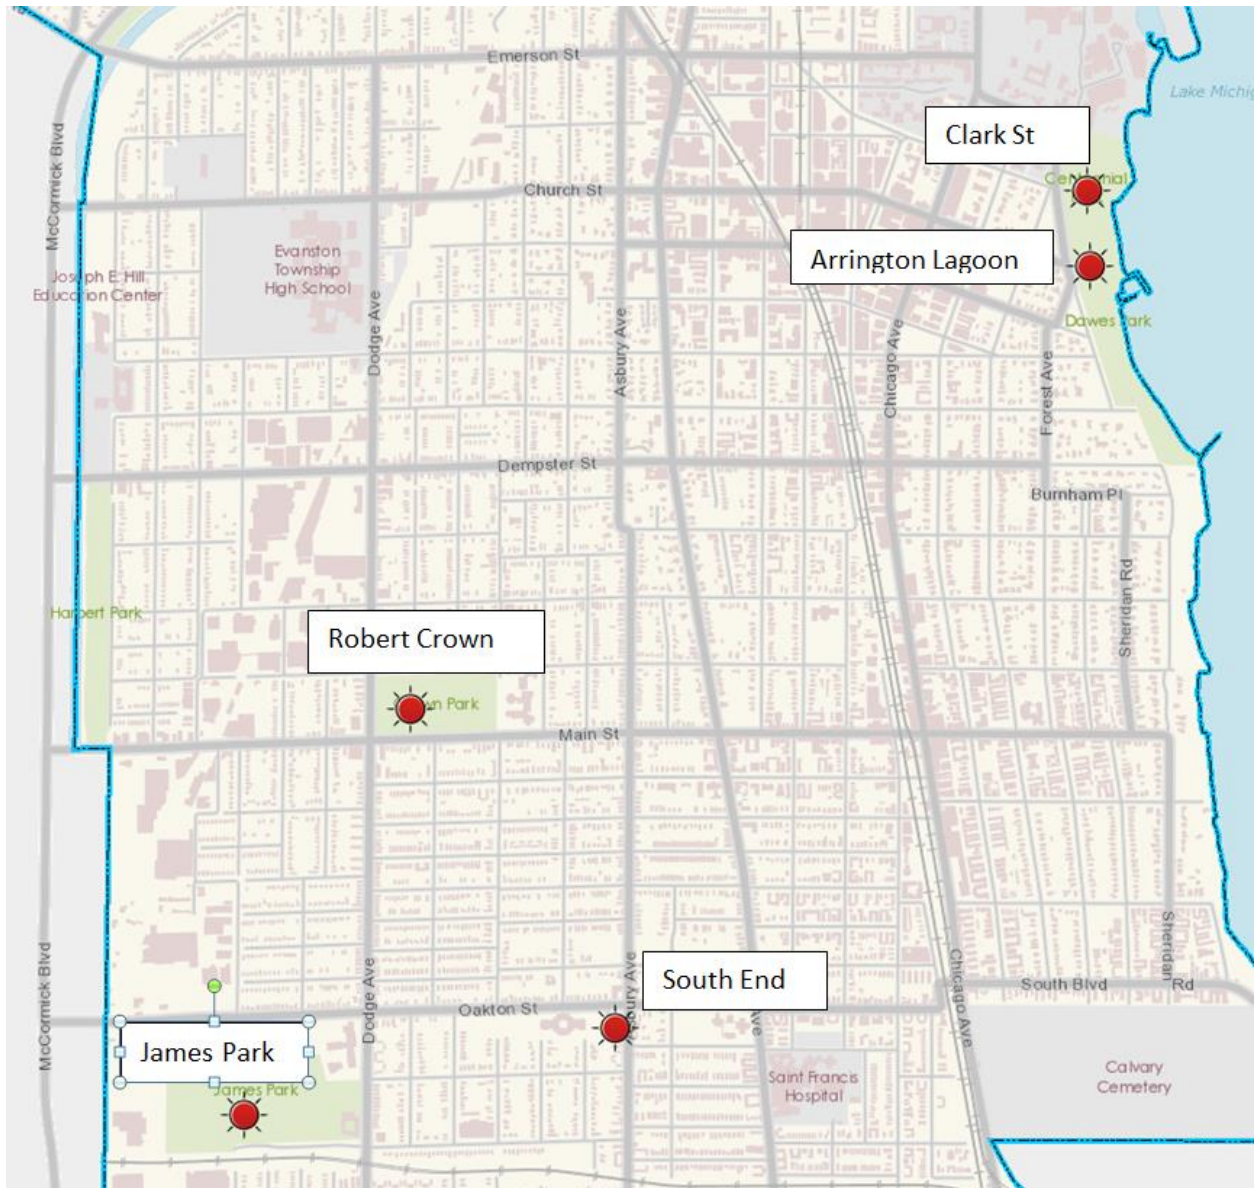 Emerson St
Lake Michig
Clark St
McCormick Blvd
Church St
Evanston
Township
High School
Joseph E. Hill
Education Center
Arrington Lagoon
Dawes Park
Dodge Ave
Asbury Ave
Chicago Ave
Forest Ave
Dempster St
Burnham Pl
Harbert Park
Sheridan Rd
Robert Crown
Park
Main St
South End
McCormick Blvd
Dodge Ave
Oakton St
Ave
Chicago Ave
South Blvd
Sheridan
Rd
James Park
James Park
Saint Francis
Hospital
Calvary
Cemetery